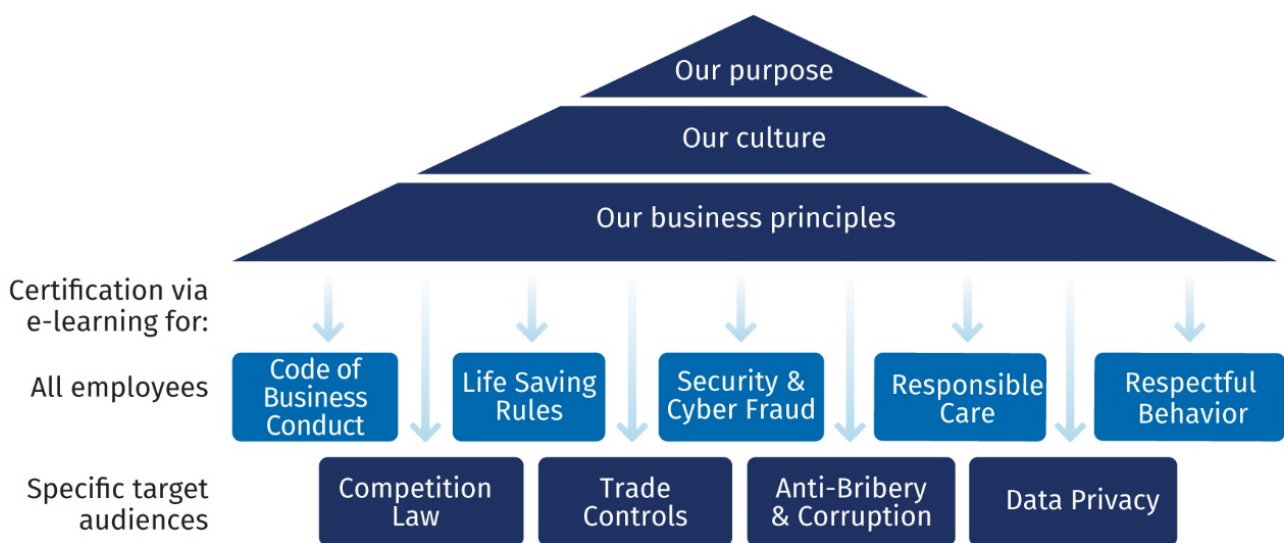 Our purpose
Our culture
Our business principles
Certification via
e-learning for:
All employees
Code of
Business
Conduct
Life Saving
Rules
Security &
Cyber Fraud
Responsible
Care
Respectful
Behavior
Specific target
audiences
Competition
Law
Trade
Controls
Anti-Bribery
& Corruption
Data Privacy